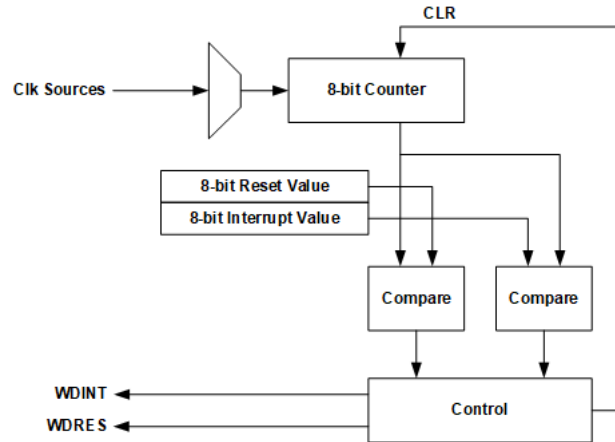 CLR
Clk Sources
8-bit Counter
8-bit Reset Value
8-bit Interrupt Value
Compare
Compare
WDINT
WDRES
Control